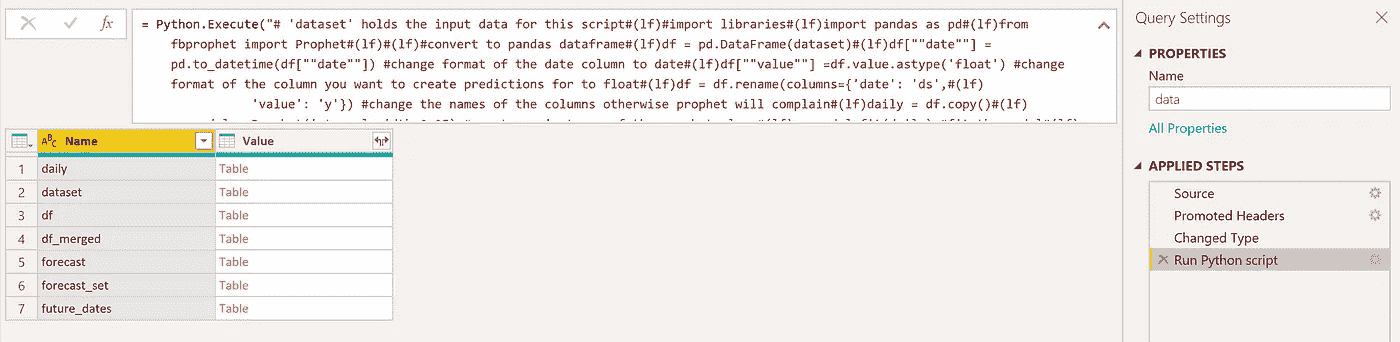 = Python.Execute("# 'dataset' holds the input data for this script#(lf)#import libraries#(lf)import pandas as pd#(lf)from
fbprophet import Prophet#(lf)#(lf)#convert to pandas dataframe#(lf)df = pd.DataFrame(dataset)#(lf)df[""date""] =
pd.to_datetime(df[""date""]) #change format of the date column to date#(lf)df[""value""] =df.value.astype('float') #change
format of the column you want to create predictions for to float#(lf)df = df.rename(columns={'date': 'ds',#(lf)
'value': 'y'}) #change the names of the columns otherwise prophet will complain#(lf)daily = df.copy()#(lf)
fx
Name Value
1 daily Table
2 dataset Table
3 df Table
4 df_merged Table
5 forecast Table
6 forecast_set Table
7 future_dates Table
Query Settings
PROPERTIES
Name
data
All Properties
APPLIED STEPS
Source
Promoted Headers
Changed Type
Run Python script